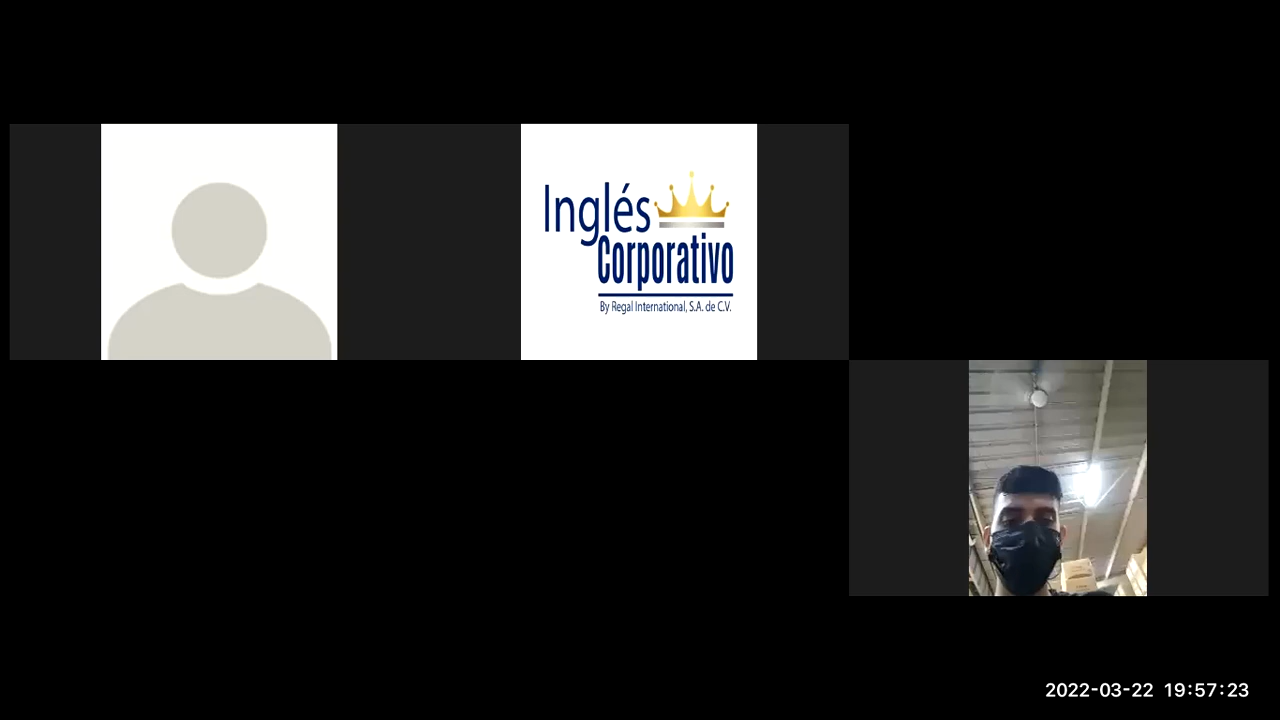 Inglés
Corporativo
By Regal International, S.A. de C.V.
2022-03-22 19:57:23